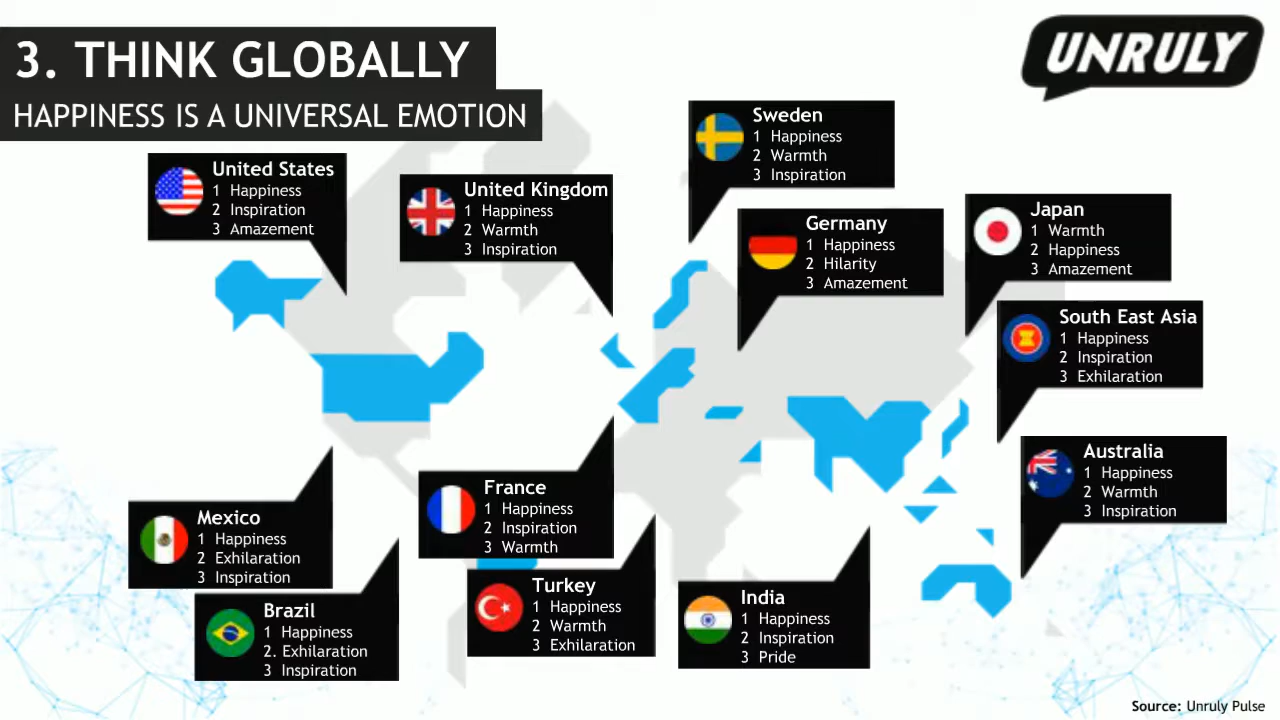 3. THINK GLOBALLY
HAPPINESS IS A UNIVERSAL EMOTION
UNRULY
United States
1 Happiness
2 Inspiration
3 Amazement
United Kingdom
1 Happiness
2 Warmth
3 Inspiration
Sweden
1 Happiness
2 Warmth
3 Inspiration
Germany
1 Happiness
2 Hilarity
3 Amazement
Japan
1 Warmth
2 Happiness
3 Amazement
South East Asia
1 Happiness
2 Inspiration
3 Exhilaration
Australia
1 Happiness
2 Warmth
3 Inspiration
France
1 Happiness
2 Inspiration
3 Warmth
Mexico
1 Happiness
2 Exhilaration
3 Inspiration
Turkey
1 Happiness
2 Warmth
3 Exhilaration
India
1 Happiness
2 Inspiration
3 Pride
Brazil
1 Happiness
2. Exhilaration
3 Inspiration
Source: Unruly Pulse